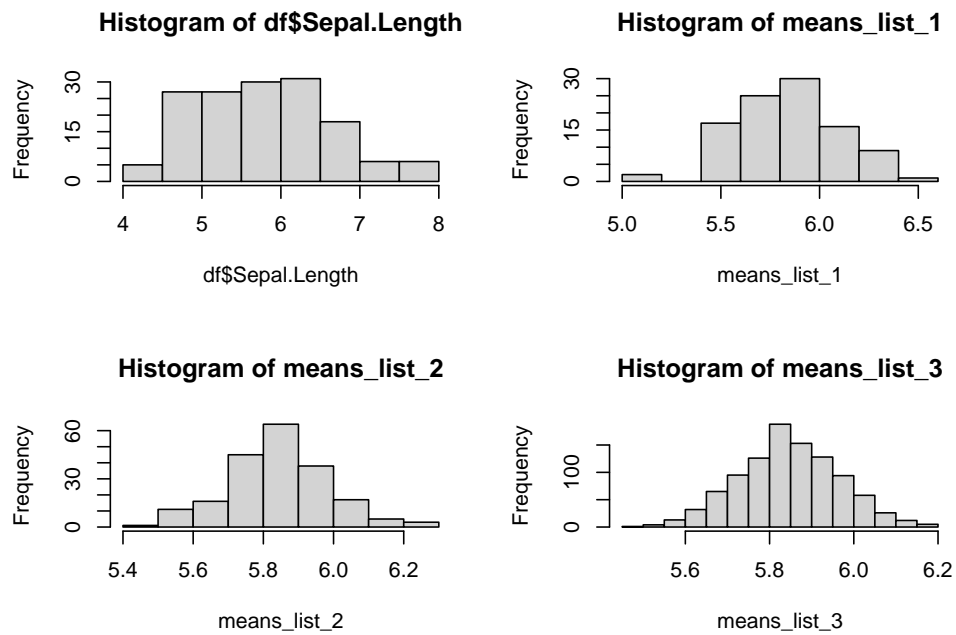 Histogram of df$Sepal.Length
Frequency
0
15
30
4
5
6
7
8
df$Sepal.Length
Histogram of means_list_1
Frequency
0
15
30
5.0
5.5
6.0
6.5
means_list_1
Histogram of means_list_2
Frequency
0
30
60
5.4
5.6
5.8
6.0
6.2
means_list_2
Histogram of means_list_3
Frequency
0
100
5.6
5.8
6.0
6.2
means_list_3